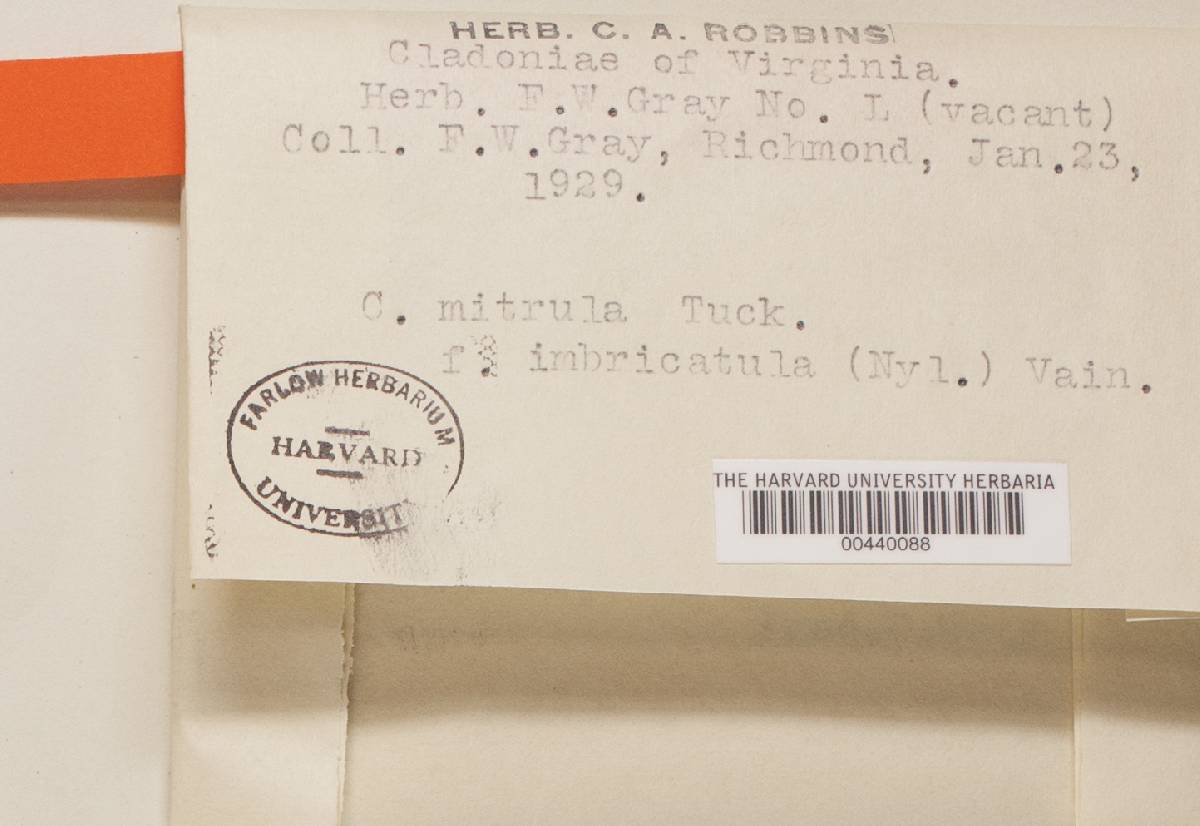 HERB. C. A. ROBBINS
Cladoniae of Virginia.
Herb. F.W.Gray No. L (vacant)
Coll. F.W.Gray, Richmond, Jan.23,
1929.
C. mitrula Tuck.
f. imbricatula (Nyl.) Vain.
FARLOW HERBARIUM
HARVARD
UNIVERSITY
THE HARVARD UNIVERSITY HERBARIA
00440088